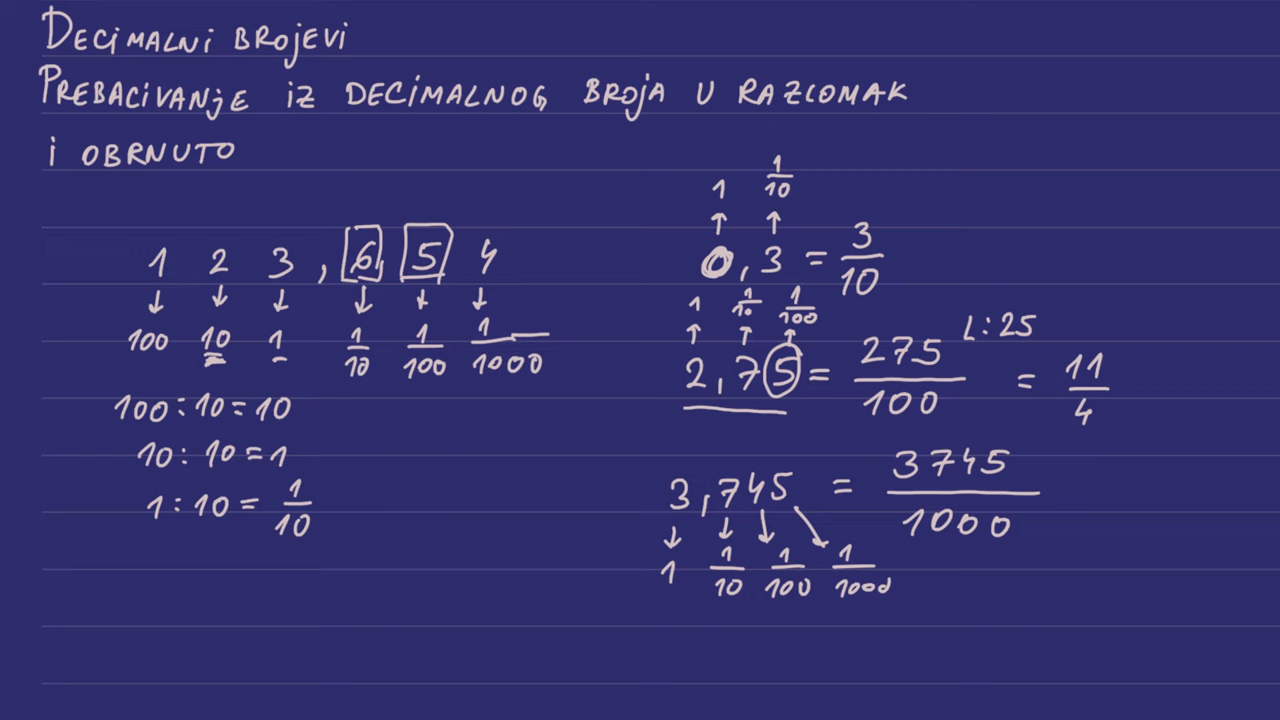 DECIMALNI BROJEVI
PREBACIVANJE IZ DECIMALNOG BROJA U RAZLOMAK
I OBRNUTO
1 2 3 , 6 5 4
↓ ↓ ↓ ↓ ↓ ↓
100 10 1 1/10 1/100 1/1000
100 : 10 = 10
10 : 10 = 1
1 : 10 = 1/10
1 1/10
↑ ↑
0,3 = 3/10
1 1/10 1/100
↑ ↑ ↑
2,75 = 275/100 L:25 = 11/4
3,745 = 3745/1000
↓ ↓ ↓ ↓
1 1/10 1/100 1/1000